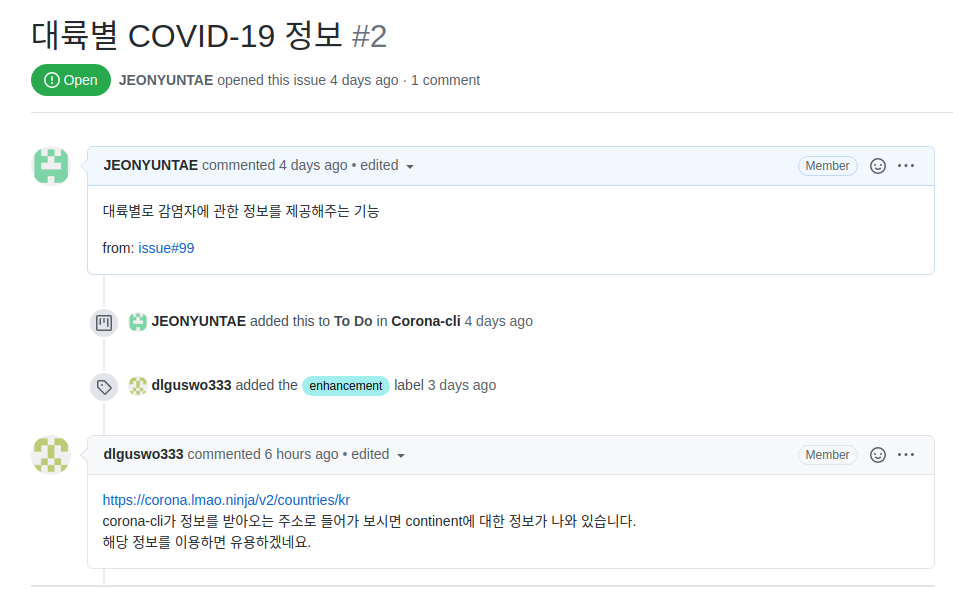 대륙별 COVID-19 정보 #2
Open JEONYUNTAE opened this issue 4 days ago · 1 comment
JEONYUNTAE commented 4 days ago • edited Member
대륙별로 감염자에 관한 정보를 제공해주는 기능
from: issue#99
JEONYUNTAE added this to To Do in Corona-cli 4 days ago
dlguswo333 added the enhancement label 3 days ago
dlguswo333 commented 6 hours ago • edited Member
https://corona.lmao.ninja/v2/countries/kr
corona-cli가 정보를 받아오는 주소로 들어가 보시면 continent에 대한 정보가 나와 있습니다.
해당 정보를 이용하면 유용하겠네요.